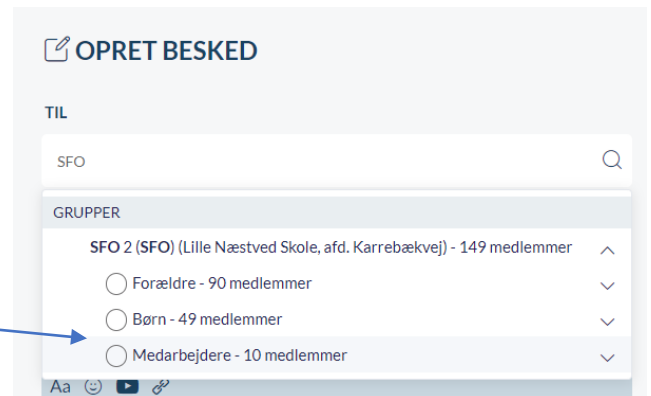 OPRET BESKED
TIL
SFO
GRUPPER
SFO 2 (SFO) (Lille Næstved Skole, afd. Karrebækvej) - 149 medlemmer
Forældre - 90 medlemmer
Børn - 49 medlemmer
Medarbejdere - 10 medlemmer
Aa